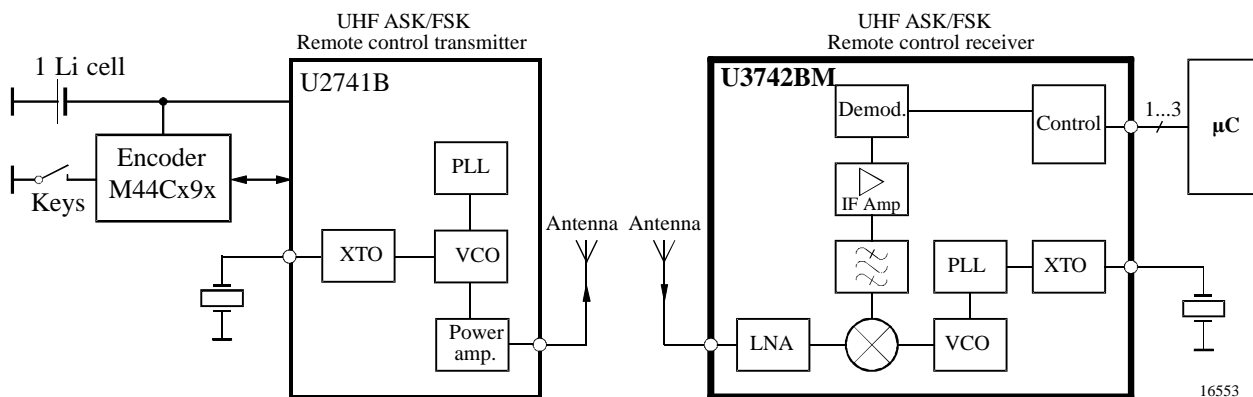 UHF ASK/FSK
Remote control transmitter
UHF ASK/FSK
Remote control receiver
1 Li cell
U2741B
Encoder
M44Cx9x
Keys
PLL
XTO
VCO
Power
amp.
Antenna
Antenna
U3742BM
Demod.
Control
1...3
µC
IF Amp
PLL
XTO
LNA
VCO
16553